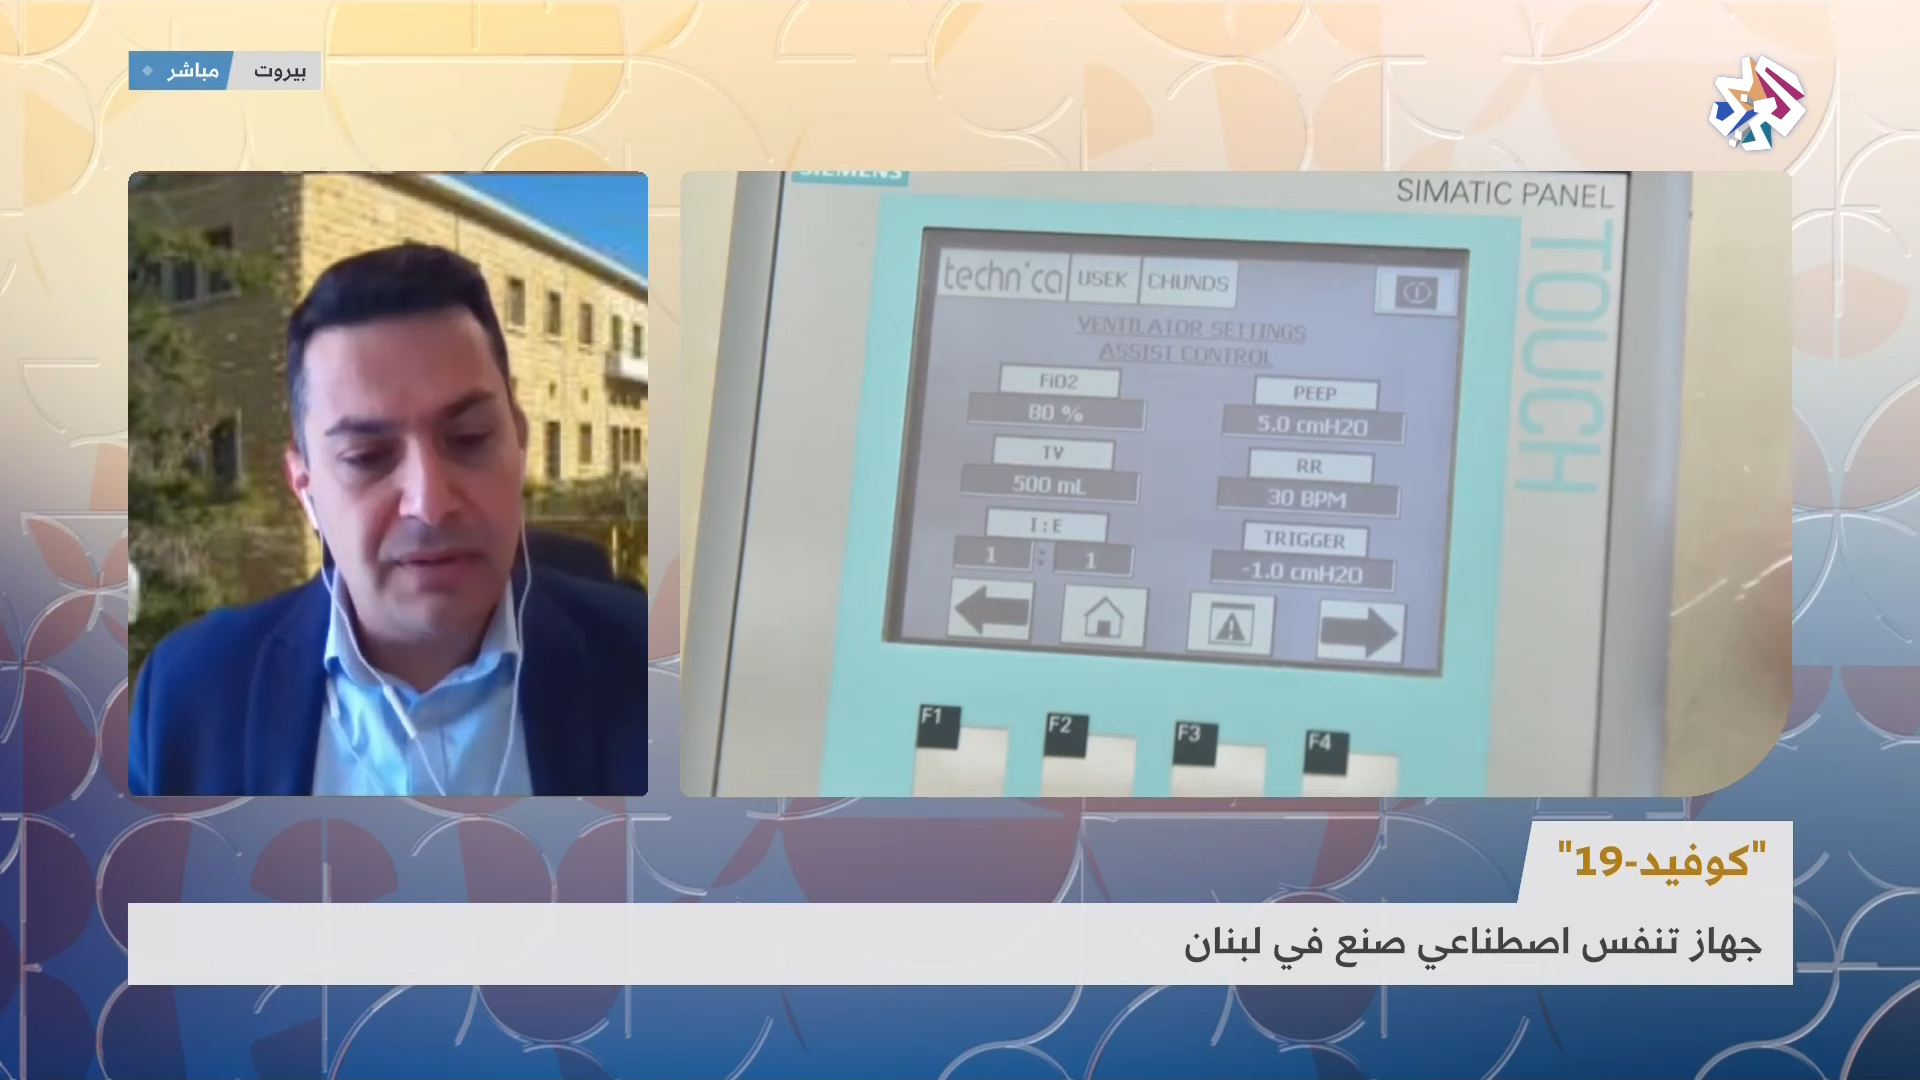 بيروت
مباشر
SIEMENS
SIMATIC PANEL
TOUCH
techn'ca USEK CHUNDS
VENTILATOR SETTINGS
ASSIST CONTROL
FiO2 PEEP
80 % 5.0 cmH2O
TV RR
500 mL 30 BPM
I:E TRIGGER
1 : 1 -1.0 cmH2O
F1 F2 F3 F4
"كوفيد-19"
جهاز تنفس اصطناعي صنع في لبنان